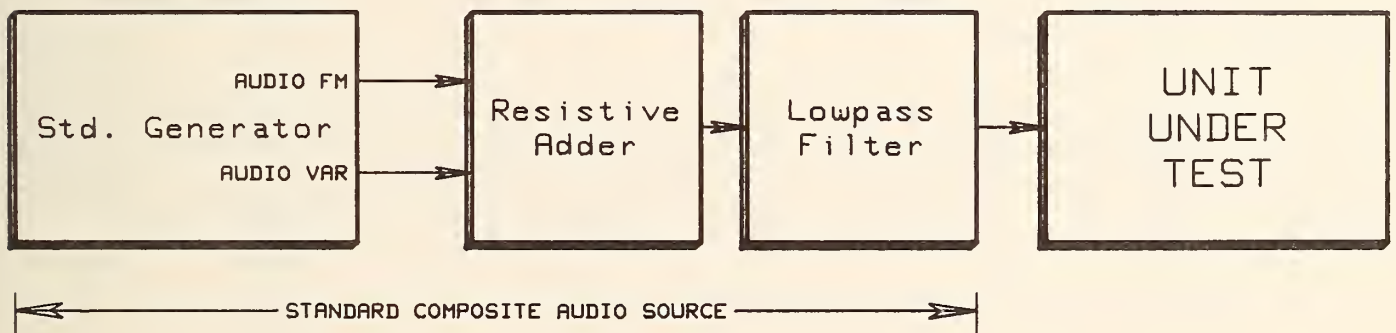 AUDIO FM
Std. Generator
AUDIO VAR
Resistive
Adder
Lowpass
Filter
UNIT
UNDER
TEST
STANDARD COMPOSITE AUDIO SOURCE